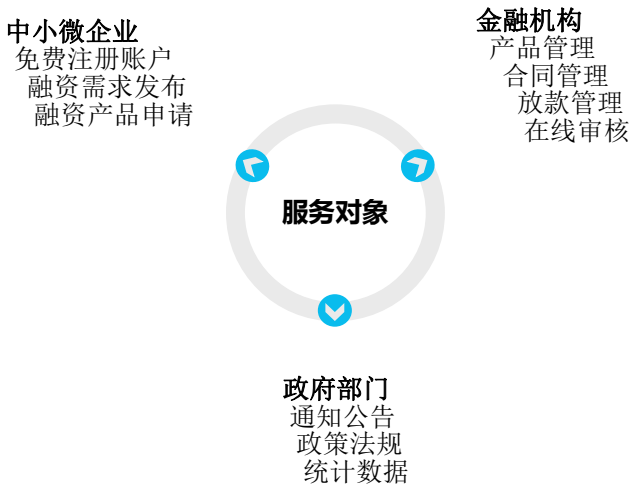 中小微企业
免费注册账户
融资需求发布
融资产品申请
金融机构
产品管理
合同管理
放款管理
在线审核
服务对象
政府部门
通知公告
政策法规
统计数据